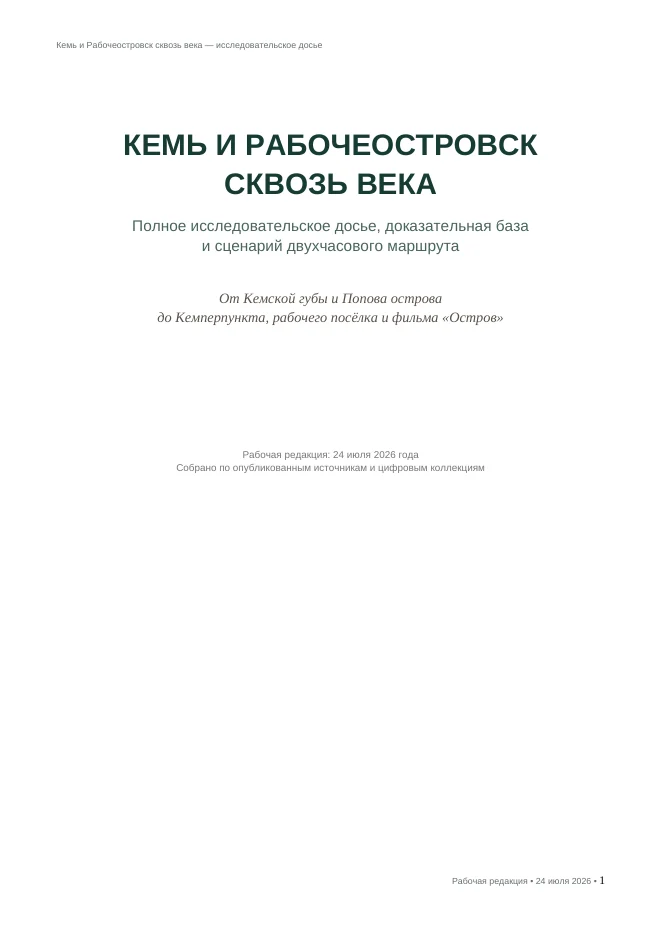 Кемь и Рабочеостровск сквозь века — исследовательское досье
КЕМЬ И РАБОЧЕОСТРОВСК
СКВОЗЬ ВЕКА
Полное исследовательское досье, доказательная база
и сценарий двухчасового маршрута
От Кемской губы и Попова острова
до Кемперпункта, рабочего посёлка и фильма «Остров»
Рабочая редакция: 24 июля 2026 года
Собрано по опубликованным источникам и цифровым коллекциям
Рабочая редакция • 24 июля 2026 • 1